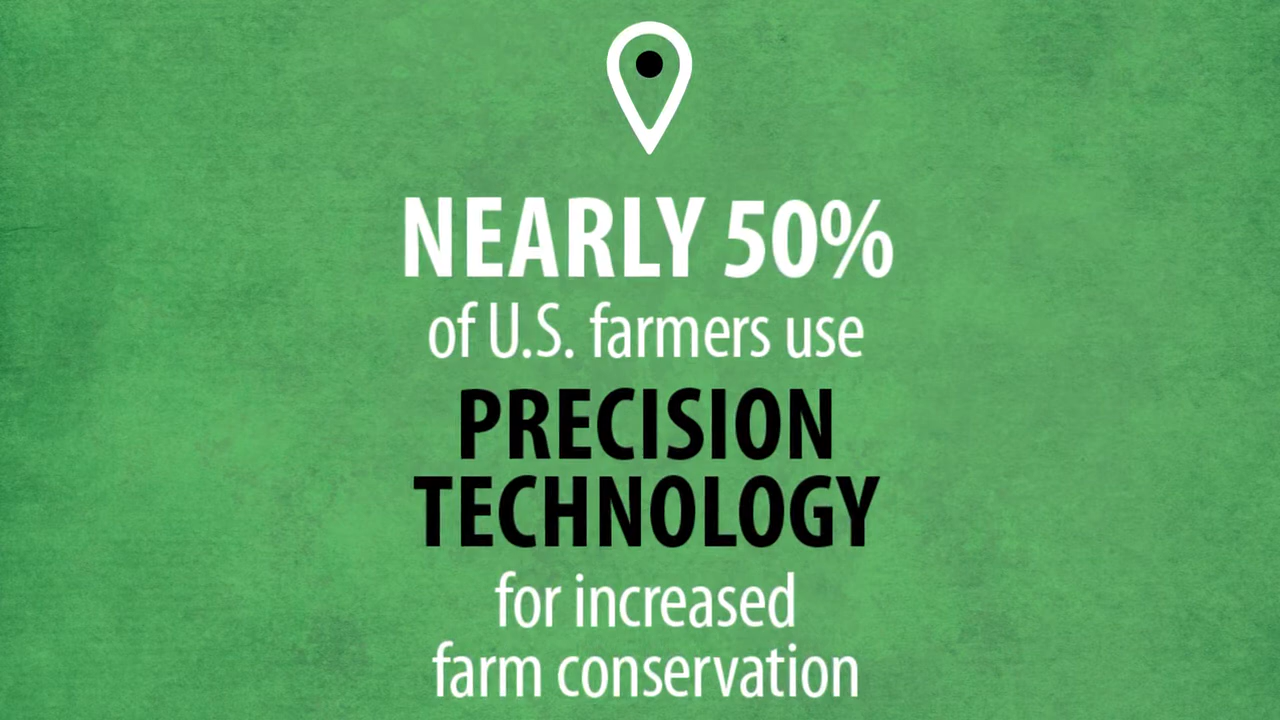 NEARLY 50%
of U.S. farmers use
PRECISION
TECHNOLOGY
for increased
farm conservation